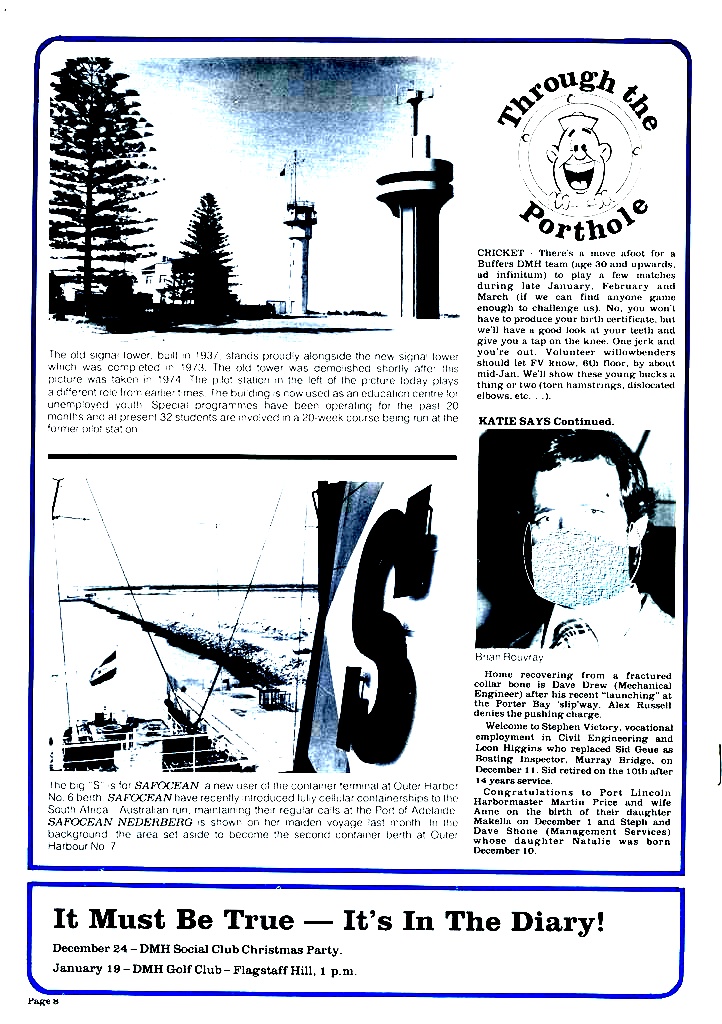 The old signal tower, built in 1937, stands proudly alongside the new signal tower
which was completed in 1973. The old tower was demolished shortly after this
picture was taken in 1974. The pilot station in the left of the picture today plays
a different role from earlier times. The building is now used as an education centre for
unemployed youth. Special programmes have been operating for the past 20
months and at present 32 students are involved in a 20-week course being run at the
former pilot station.
S
The big "S" is for SAFOCEAN, a new user of the container terminal at Outer Harbor
No. 6 berth. SAFOCEAN have recently introduced fully cellular containerships to the
South Africa - Australian run, maintaining their regular calls at the Port of Adelaide.
SAFOCEAN NEDERBERG is shown on her maiden voyage last month. In the
background, the area set aside to become the second container berth at Outer
Harbour No. 7.
Through the
Porthole
CRICKET - There's a move afoot for a
Buffers DMH team (age 30 and upwards,
ad infinitum) to play a few matches
during late January, February and
March (if we can find anyone game
enough to challenge us). No, you won't
have to produce your birth certificate, but
we'll have a good look at your teeth and
give you a tap on the knee. One jerk and
you're out. Volunteer willowbenders
should let FV know, 6th floor, by about
mid-Jan. We'll show these young bucks a
thing or two (torn hamstrings, dislocated
elbows, etc. . .).
KATIE SAYS Continued.
Brian Rouvray
Home recovering from a fractured
collar bone is Dave Drew (Mechanical
Engineer) after his recent "launching" at
the Porter Bay 'slip'way. Alex Russell
denies the pushing charge.
Welcome to Stephen Victory, vocational
employment in Civil Engineering and
Leon Higgins who replaced Sid Geue as
Boating Inspector, Murray Bridge, on
December 11. Sid retired on the 10th after
14 years service.
Congratulations to Port Lincoln
Harbormaster Martin Price and wife
Anne on the birth of their daughter
Makella on December 1 and Steph and
Dave Shone (Management Services)
whose daughter Natalie was born
December 10.
It Must Be True — It's In The Diary!
December 24 – DMH Social Club Christmas Party.
January 19 – DMH Golf Club – Flagstaff Hill, 1 p.m.
Page 8